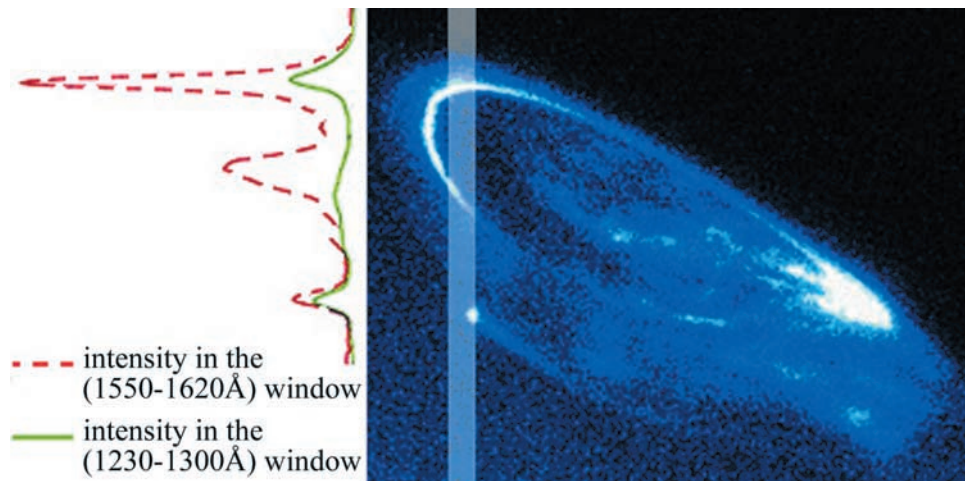 intensity in the
(1550-1620Å) window
intensity in the
(1230-1300Å) window